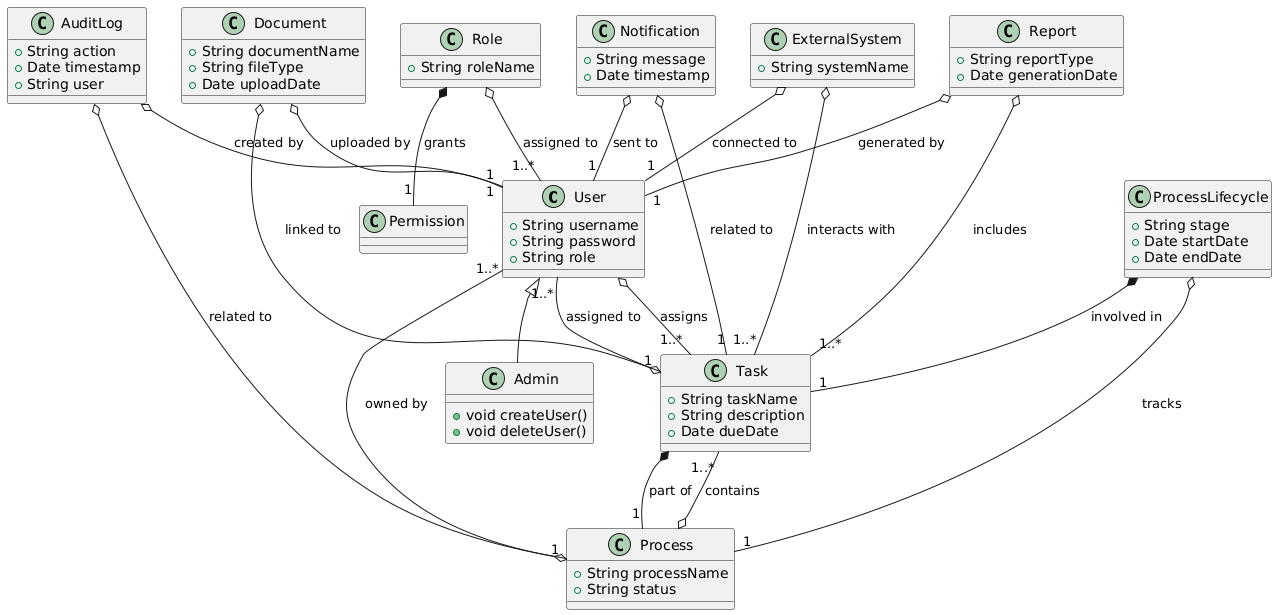 C AuditLog
String action
Date timestamp
String user
C Document
String documentName
String fileType
Date uploadDate
C Role
String roleName
C Notification
String message
Date timestamp
C ExternalSystem
String systemName
C Report
String reportType
Date generationDate
created by
uploaded by
grants
assigned to
sent to
connected to
generated by
1
1
1
1..*
1
1
1
C Permission
C User
String username
String password
String role
C ProcessLifecycle
String stage
Date startDate
Date endDate
linked to
related to
interacts with
includes
1..*
1..*
related to
assigned to
assigns
involved in
1
1..*
1
1..*
1..*
1
C Admin
void createUser()
void deleteUser()
C Task
String taskName
String description
Date dueDate
owned by
tracks
1..*
part of
contains
1
1
1
C Process
String processName
String status